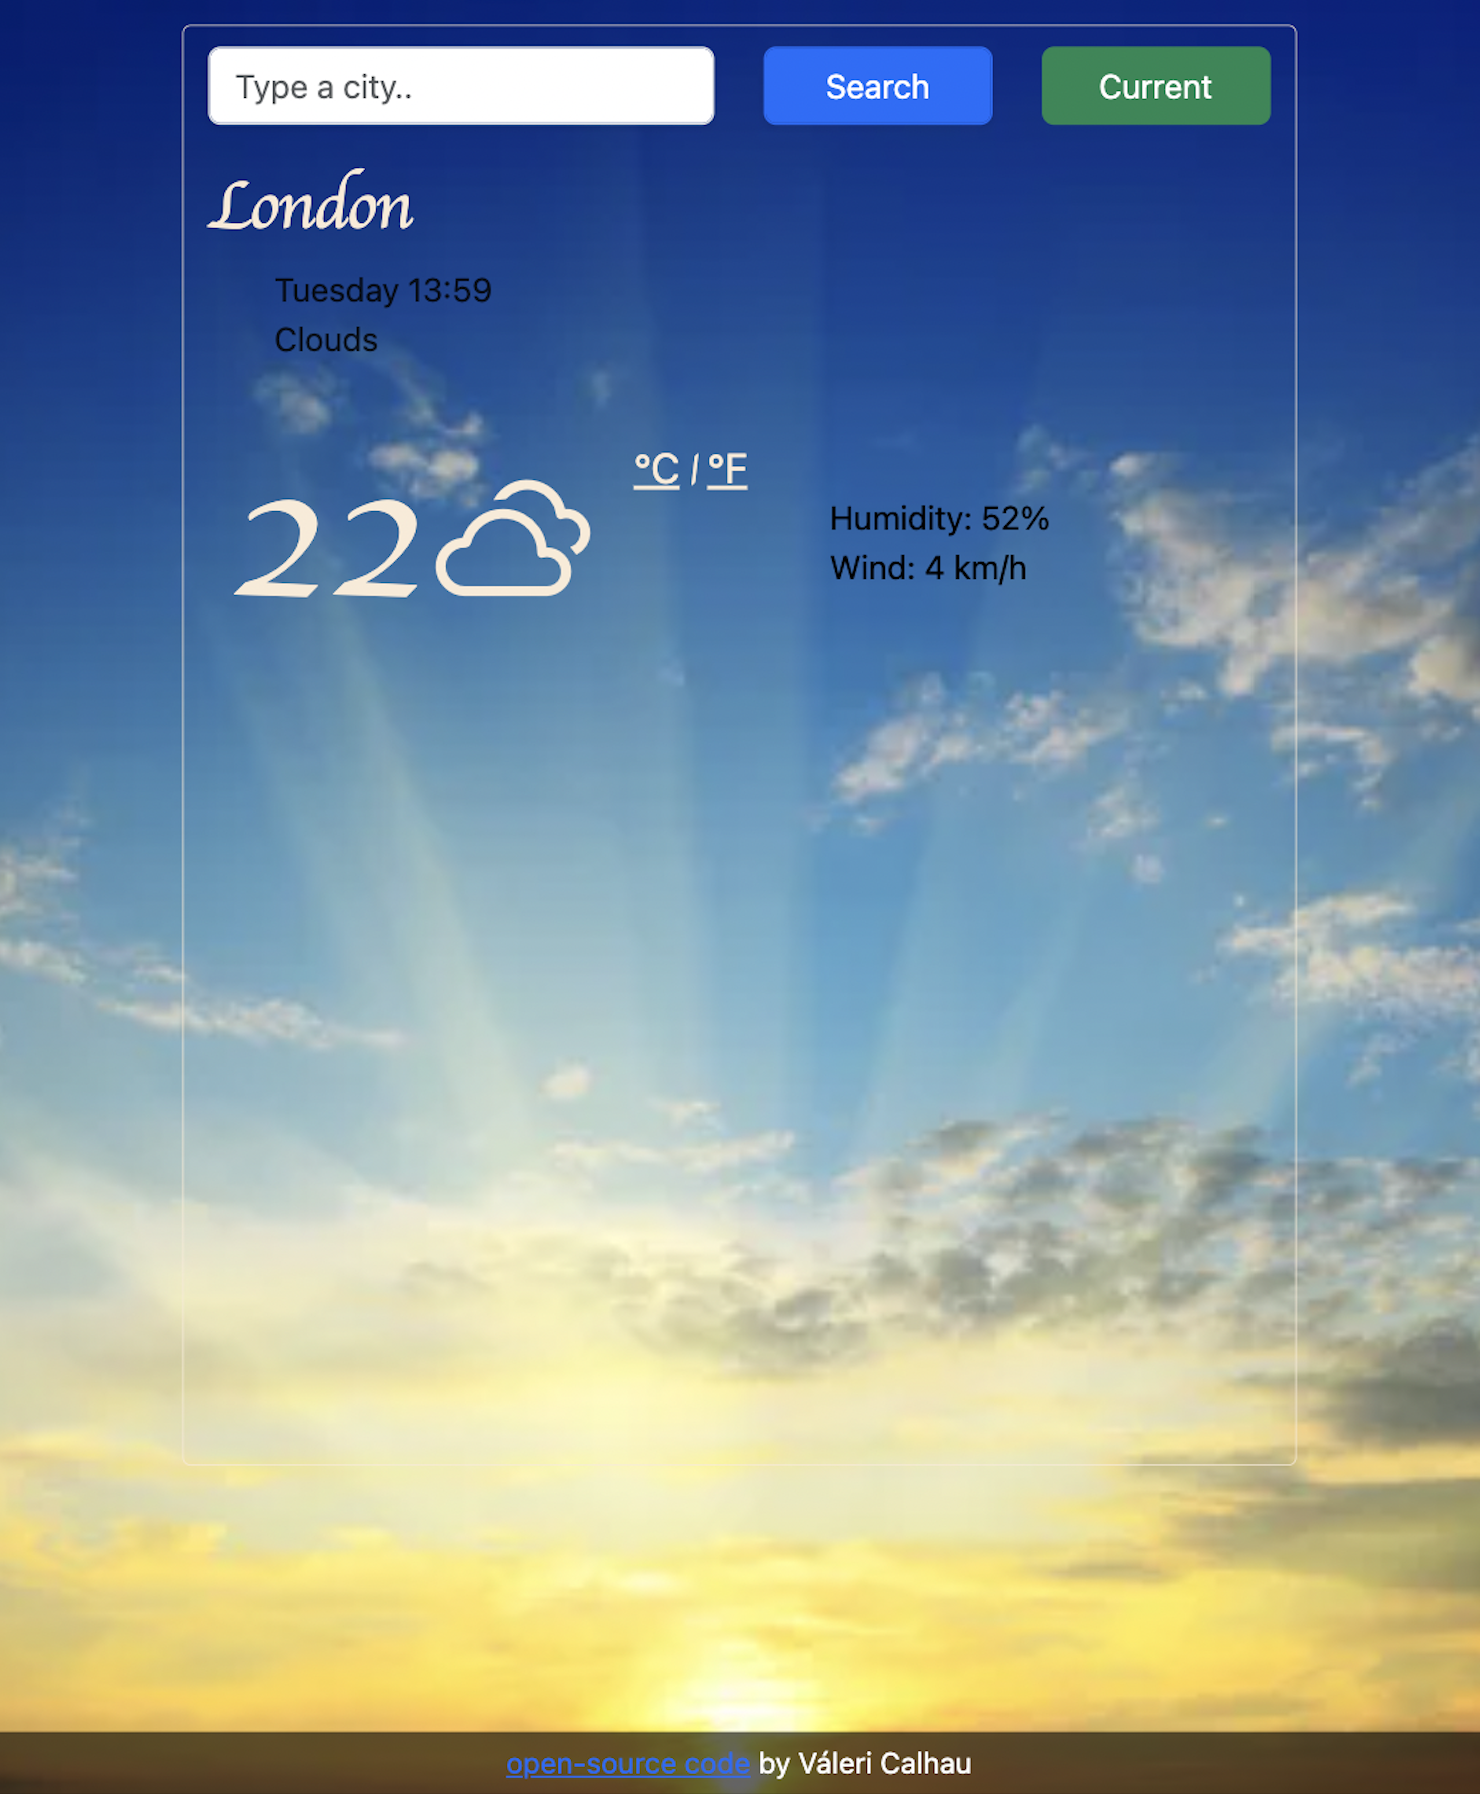 Type a city..
Search
Current
London
Tuesday 13:59
Clouds
22
°C / °F
Humidity: 52%
Wind: 4 km/h
open-source code by Váleri Calhau